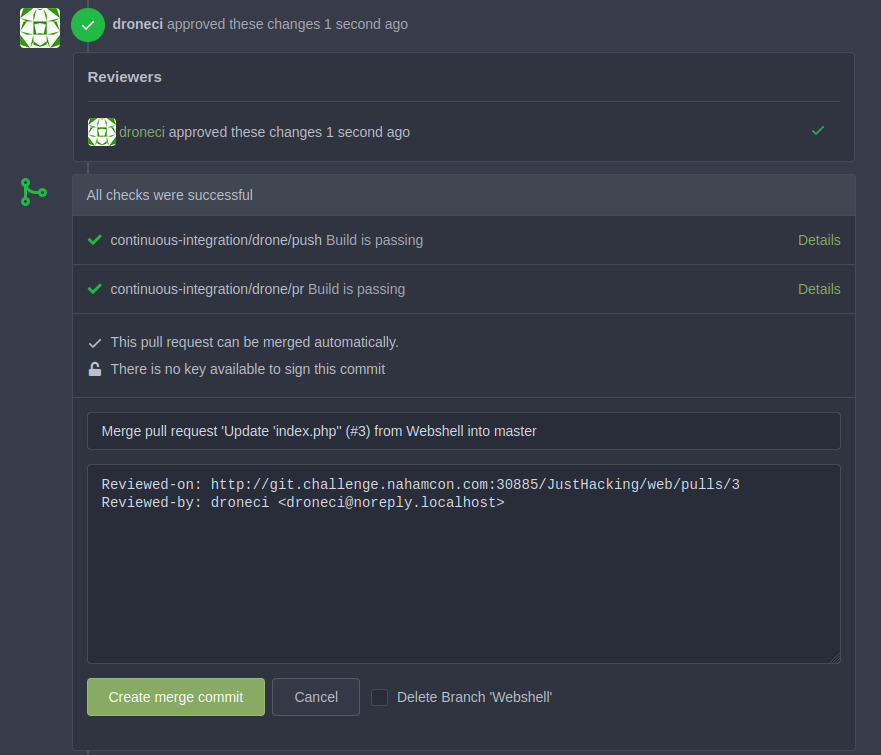 droneci approved these changes 1 second ago
Reviewers
droneci approved these changes 1 second ago
All checks were successful
continuous-integration/drone/push Build is passing
Details
continuous-integration/drone/pr Build is passing
Details
This pull request can be merged automatically.
There is no key available to sign this commit
Merge pull request 'Update 'index.php'' (#3) from Webshell into master
Reviewed-on: http://git.challenge.nahamcon.com:30885/JustHacking/web/pulls/3
Reviewed-by: droneci <droneci@noreply.localhost>
Create merge commit
Cancel
Delete Branch 'Webshell'